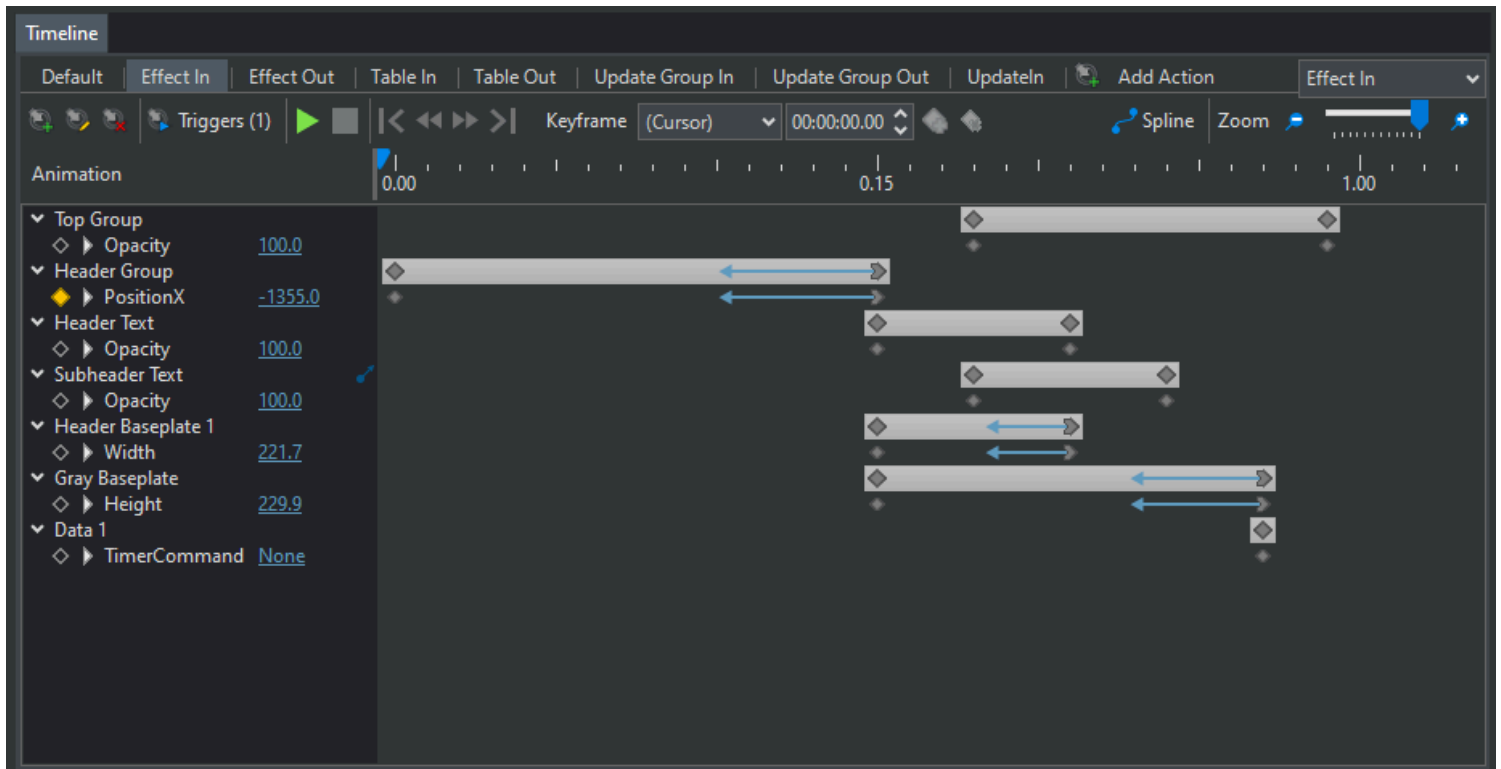 Timeline
Default Effect In Effect Out Table In Table Out Update Group In Update Group Out UpdateIn Add Action Effect In
Triggers (1) Keyframe (Cursor) 00:00:00.00 Spline Zoom
Animation 0.00 0.15 1.00
Top Group
Opacity 100.0
Header Group
PositionX -1355.0
Header Text
Opacity 100.0
Subheader Text
Opacity 100.0
Header Baseplate 1
Width 221.7
Gray Baseplate
Height 229.9
Data 1
TimerCommand None